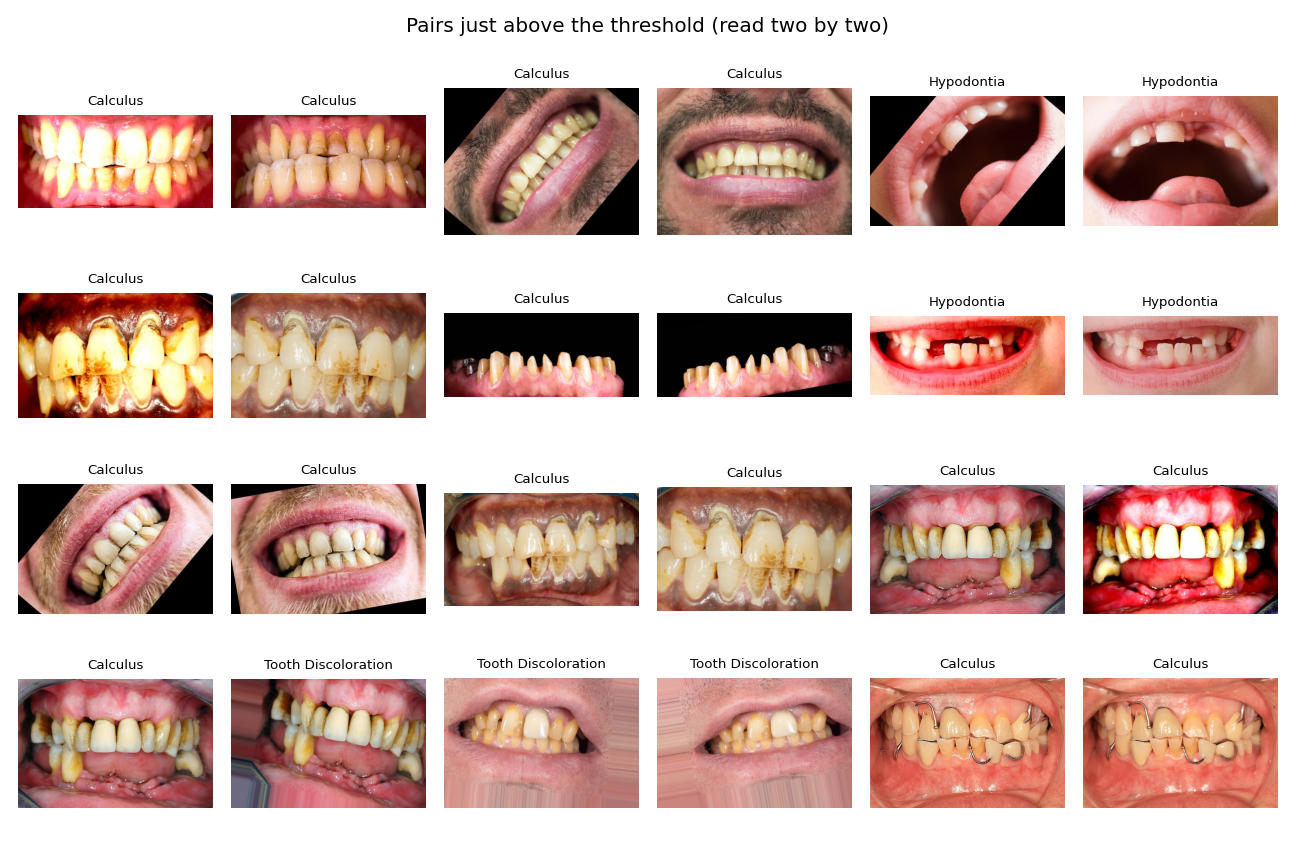 Pairs just above the threshold (read two by two)
Calculus Calculus Calculus Calculus Hypodontia Hypodontia
Calculus Calculus Calculus Calculus Hypodontia Hypodontia
Calculus Calculus Calculus Calculus Calculus Calculus
Calculus Tooth Discoloration Tooth Discoloration Tooth Discoloration Calculus Calculus